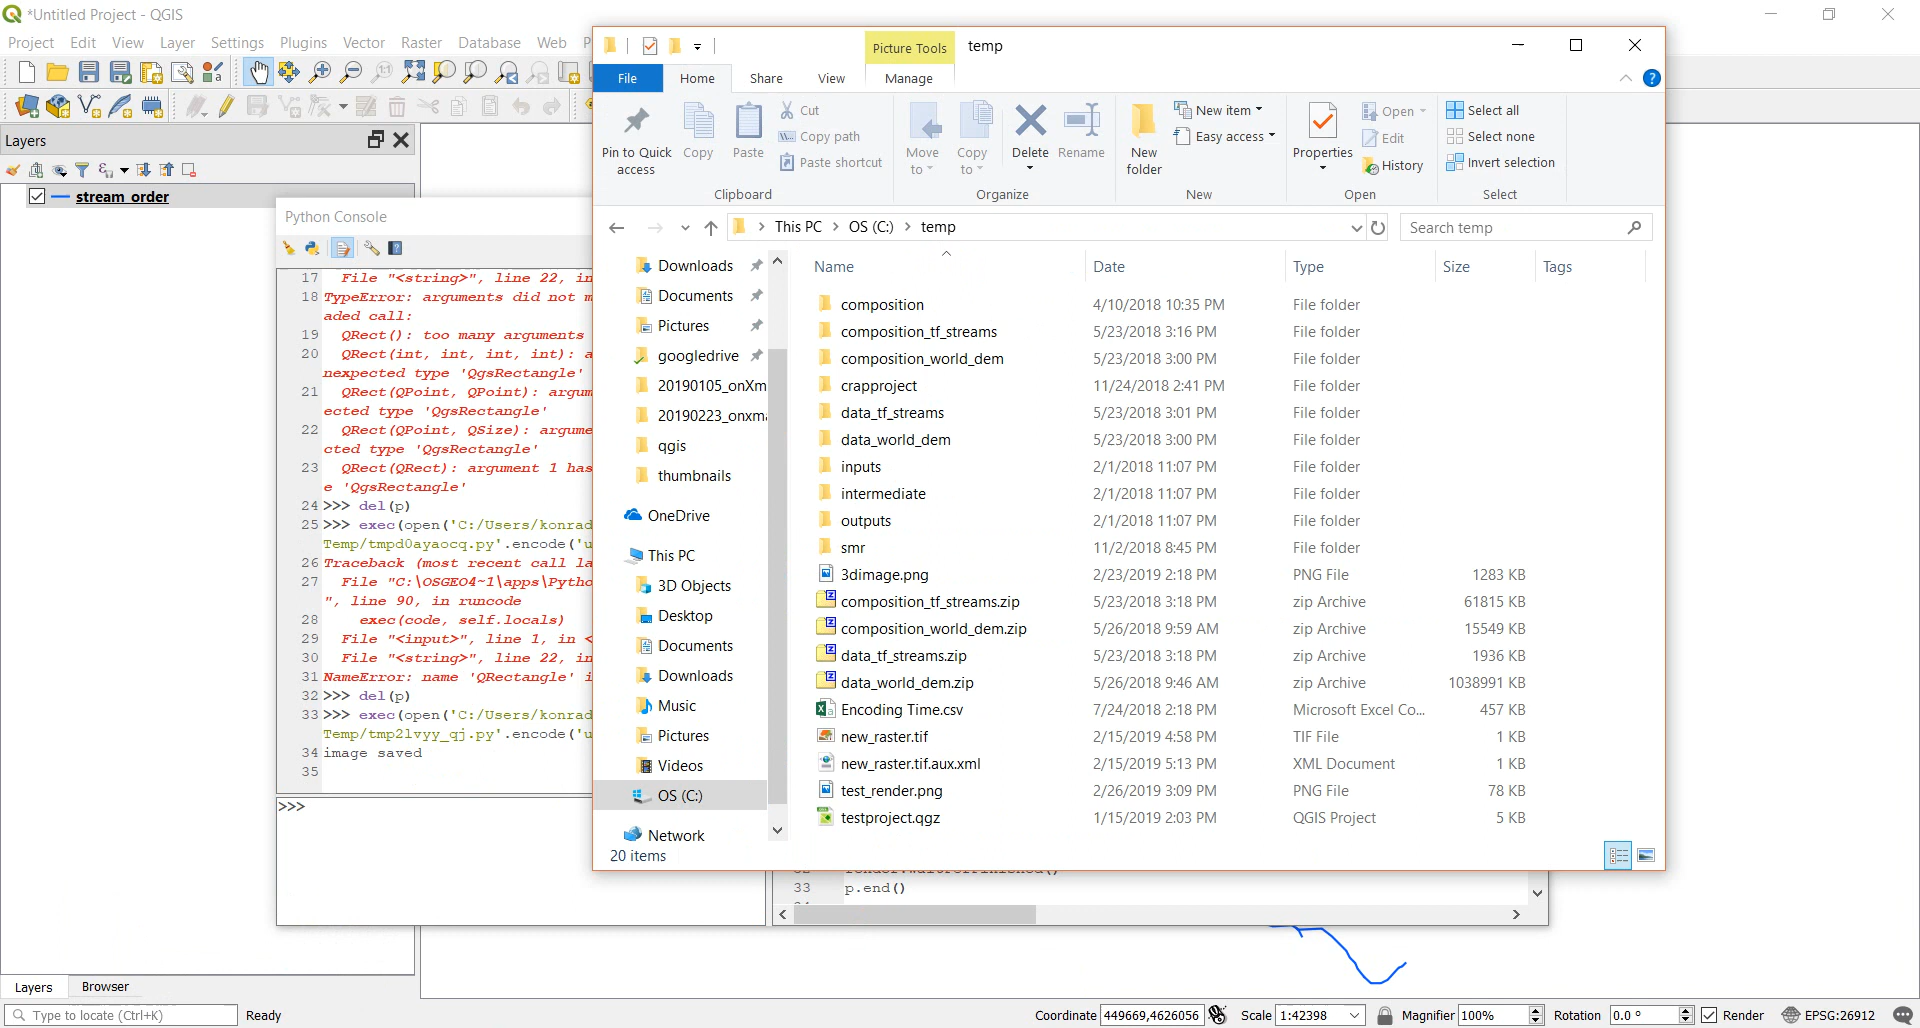 *Untitled Project - QGIS
Project Edit View Layer Settings Plugins Vector Raster Database Web P
Picture Tools temp
File Home Share View Manage
Pin to Quick access
Copy
Paste
Cut
Copy path
Paste shortcut
Clipboard
Move to
Copy to
Delete
Rename
Organize
New folder
New item
Easy access
New
Properties
Open
Edit
History
Open
Select all
Select none
Invert selection
Select
This PC > OS (C:) > temp
Search temp
Layers
stream_order
Python Console
17 File "<string>", line 22, in
18 TypeError: arguments did not m
aded call:
19 QRect(): too many arguments
20 QRect(int, int, int, int): a
nexpected type 'QgsRectangle'
21 QRect(QPoint, QPoint): argum
ected type 'QgsRectangle'
22 QRect(QPoint, QSize): argume
cted type 'QgsRectangle'
23 QRect(QRect): argument 1 has
e 'QgsRectangle'
24 >>> del(p)
25 >>> exec(open('C:/Users/konrad
Temp/tmpd0ayaocq.py'.encode('u
26 Traceback (most recent call la
27 File "C:\OSGEO4~1\apps\Pytho
", line 90, in runcode
28 exec(code, self.locals)
29 File "<input>", line 1, in <
30 File "<string>", line 22, in
31 NameError: name 'QRectangle' i
32 >>> del(p)
33 >>> exec(open('C:/Users/konrad
Temp/tmp2lvyy_qj.py'.encode('u
34 image saved
35
>>>
Downloads
Documents
Pictures
googledrive
20190105_onXm
20190223_onxm
qgis
thumbnails
OneDrive
This PC
3D Objects
Desktop
Documents
Downloads
Music
Pictures
Videos
OS (C:)
Network
Name Date Type Size Tags
composition 4/10/2018 10:35 PM File folder
composition_tf_streams 5/23/2018 3:16 PM File folder
composition_world_dem 5/23/2018 3:00 PM File folder
crapproject 11/24/2018 2:41 PM File folder
data_tf_streams 5/23/2018 3:01 PM File folder
data_world_dem 5/23/2018 3:00 PM File folder
inputs 2/1/2018 11:07 PM File folder
intermediate 2/1/2018 11:07 PM File folder
outputs 2/1/2018 11:07 PM File folder
smr 11/2/2018 8:45 PM File folder
3dimage.png 2/23/2019 2:18 PM PNG File 1283 KB
composition_tf_streams.zip 5/23/2018 3:18 PM zip Archive 61815 KB
composition_world_dem.zip 5/26/2018 9:59 AM zip Archive 15549 KB
data_tf_streams.zip 5/23/2018 3:18 PM zip Archive 1936 KB
data_world_dem.zip 5/26/2018 9:46 AM zip Archive 1038991 KB
Encoding Time.csv 7/24/2018 2:18 PM Microsoft Excel Co... 457 KB
new_raster.tif 2/15/2019 4:58 PM TIF File 1 KB
new_raster.tif.aux.xml 2/15/2019 5:13 PM XML Document 1 KB
test_render.png 2/26/2019 3:09 PM PNG File 78 KB
testproject.qgz 1/15/2019 2:03 PM QGIS Project 5 KB
20 items
33 p.end()
Layers Browser
Type to locate (Ctrl+K) Ready Coordinate 449669,4626056 Scale 1:42398 Magnifier 100% Rotation 0.0 ° Render EPSG:26912